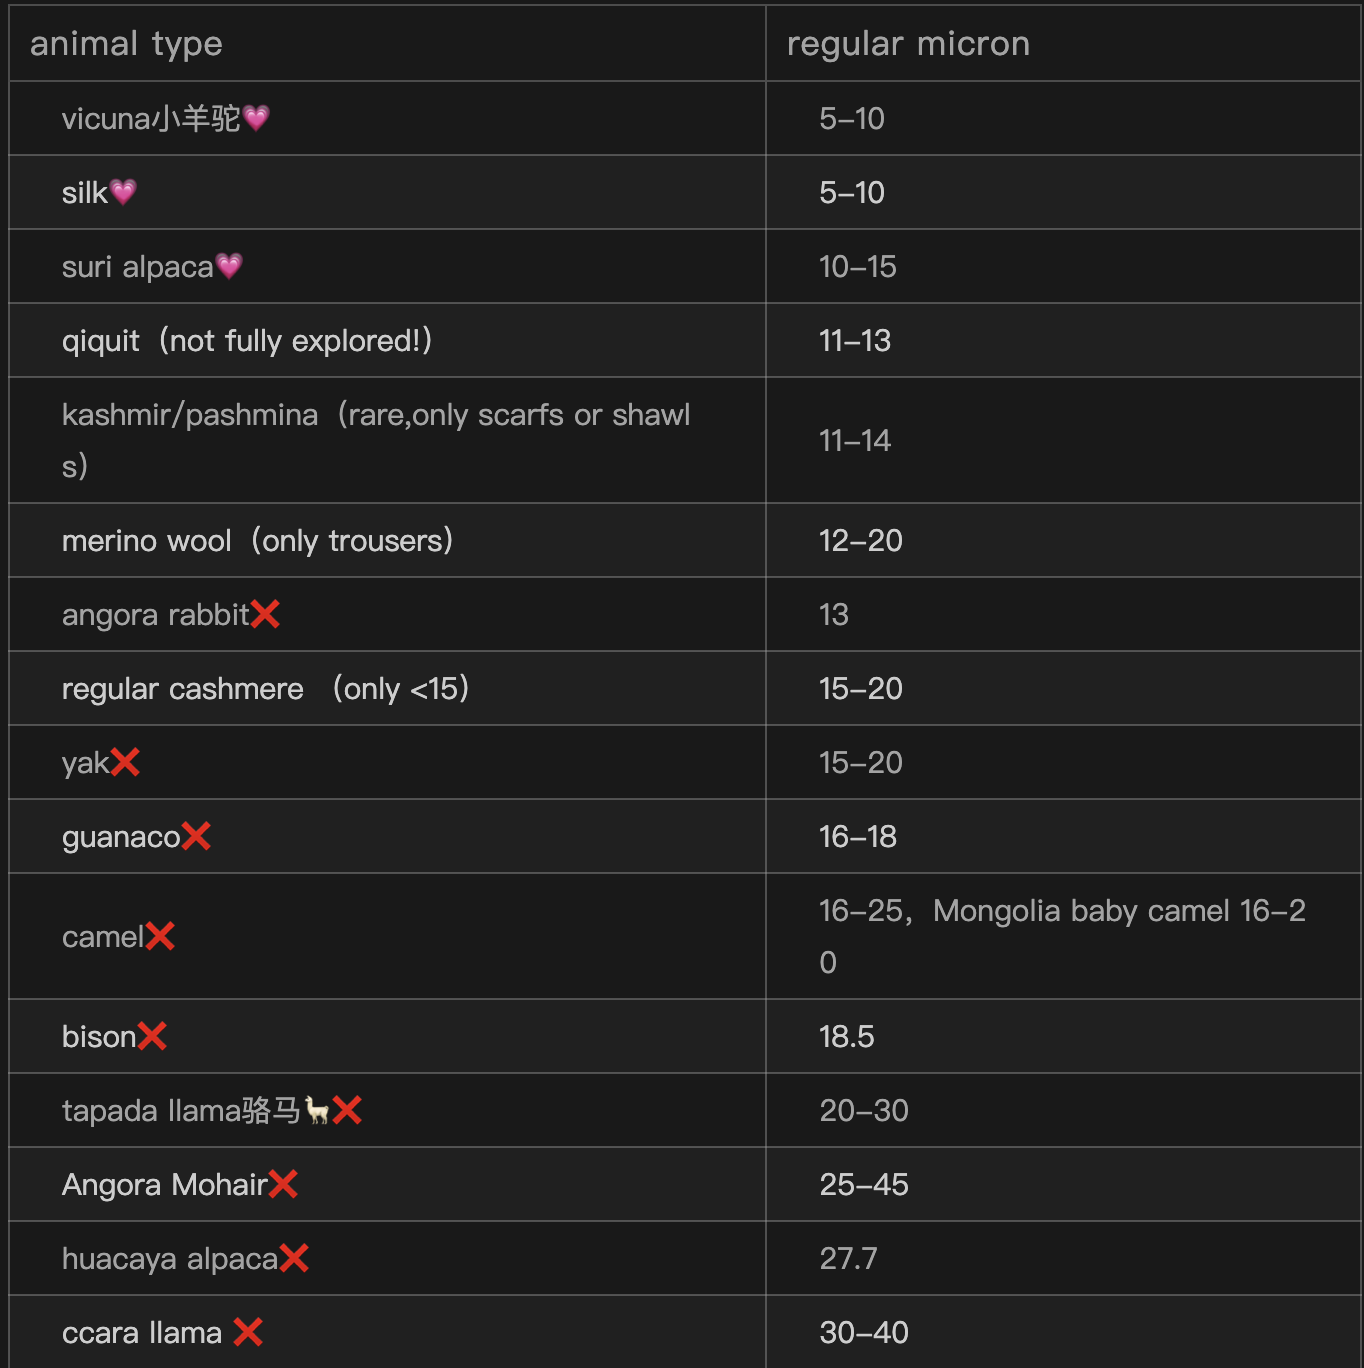 animal type regular micron
vicuna小羊驼💗 5–10
silk💗 5–10
suri alpaca💗 10–15
qiquit（not fully explored!） 11–13
kashmir/pashmina（rare,only scarfs or shawl
s） 11–14
merino wool（only trousers） 12–20
angora rabbit❌ 13
regular cashmere （only <15） 15–20
yak❌ 15–20
guanaco❌ 16–18
camel❌ 16–25，Mongolia baby camel 16–2
0
bison❌ 18.5
tapada llama骆马🦙❌ 20–30
Angora Mohair❌ 25–45
huacaya alpaca❌ 27.7
ccara llama ❌ 30–40